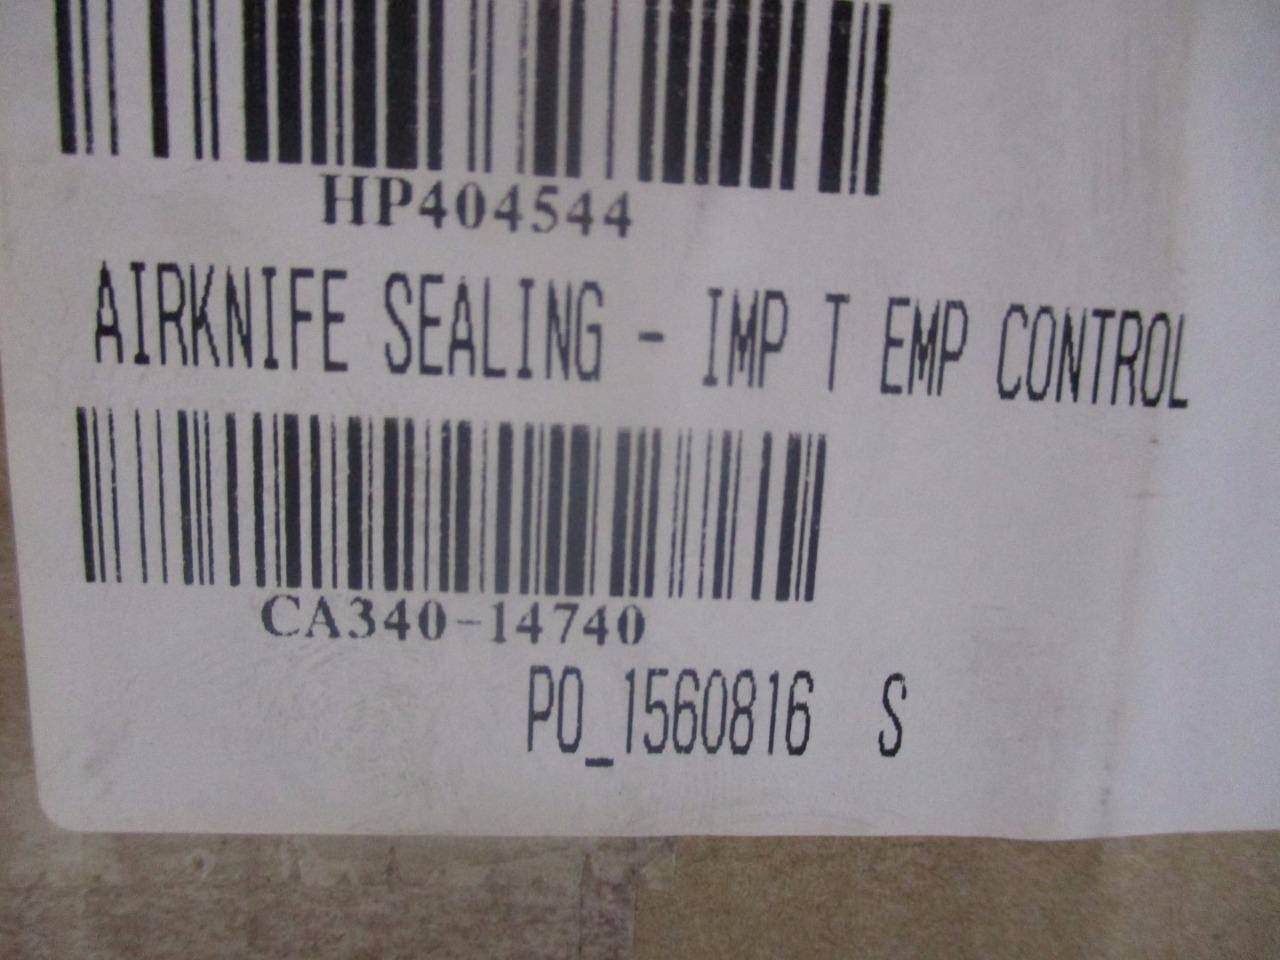 HP404544
AIRKNIFE SEALING - IMP T EMP CONTROL
CA340-14740
PO_1560816 S